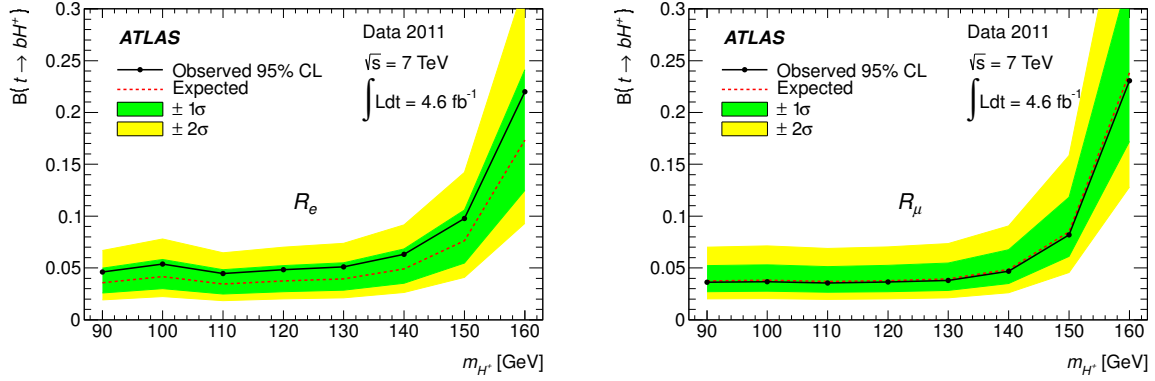 B( t → bH⁺ )
0.3
0.25
0.2
0.15
0.1
0.05
0
ATLAS
Data 2011
Observed 95% CL
√s = 7 TeV
Expected
∫ Ldt = 4.6 fb⁻¹
± 1σ
± 2σ
R_e
90 100 110 120 130 140 150 160
m_H⁺ [GeV]
B( t → bH⁺ )
0.3
0.25
0.2
0.15
0.1
0.05
0
ATLAS
Data 2011
Observed 95% CL
√s = 7 TeV
Expected
∫ Ldt = 4.6 fb⁻¹
± 1σ
± 2σ
R_μ
90 100 110 120 130 140 150 160
m_H⁺ [GeV]